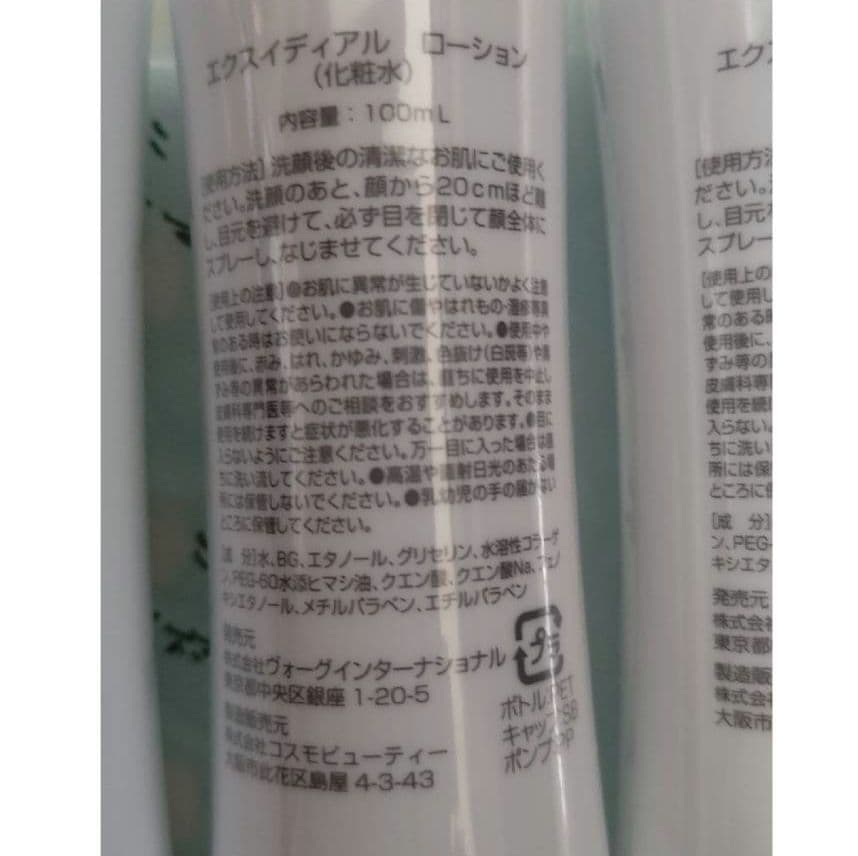 エクスイディアル ローション
(化粧水)
内容量：100mL
[使用方法]洗顔後の清潔なお肌にご使用く
ださい。洗顔のあと、顔から20cmほど離
し、目元を避けて、必ず目を閉じて顔全体に
スプレーし、なじませてください。
[使用上の注意]●お肌に異常が生じていないかよく注意
して使用してください。●お肌に傷やはれもの・湿疹等異
常のある時はお使いにならないでください。●使用中や
使用後に、赤み、はれ、かゆみ、刺激、色抜け(白斑等)や黒
ずみ等の異常があらわれた場合は、直ちに使用を中止し
皮膚科専門医等へのご相談をおすすめします。そのまま
使用を続けますと症状が悪化することがあります。●目に
入らないようにご注意ください。万一目に入った場合は直
ちに洗い流してください。●高温や直射日光のあたる場
所には保管しないでください。●乳幼児の手の届かない
ところに保管してください。
[成 分]水、BG、エタノール、グリセリン、水溶性コラーゲ
ン、PEG-60水添ヒマシ油、クエン酸、クエン酸Na、フェノ
キシエタノール、メチルパラベン、エチルパラベン
発売元
株式会社ヴォーグインターナショナル
東京都中央区銀座 1-20-5
製造販売元
株式会社コスモビューティー
大阪市此花区島屋 4-3-43
プラ
ボトル:PET
キャップ:SB
ポンプ:PP
エクス
[使用方法
ださい。
し、目元を
スプレー
[使用上の
して使用し
常のある
使用後に、
ずみ等の
皮膚科専
使用を続
入らない。
ちに洗い
所には保
ところに保
[成 分]
ン、PEG-
キシエタ
発売元
株式会社
東京都
製造販
株式会社
大阪市